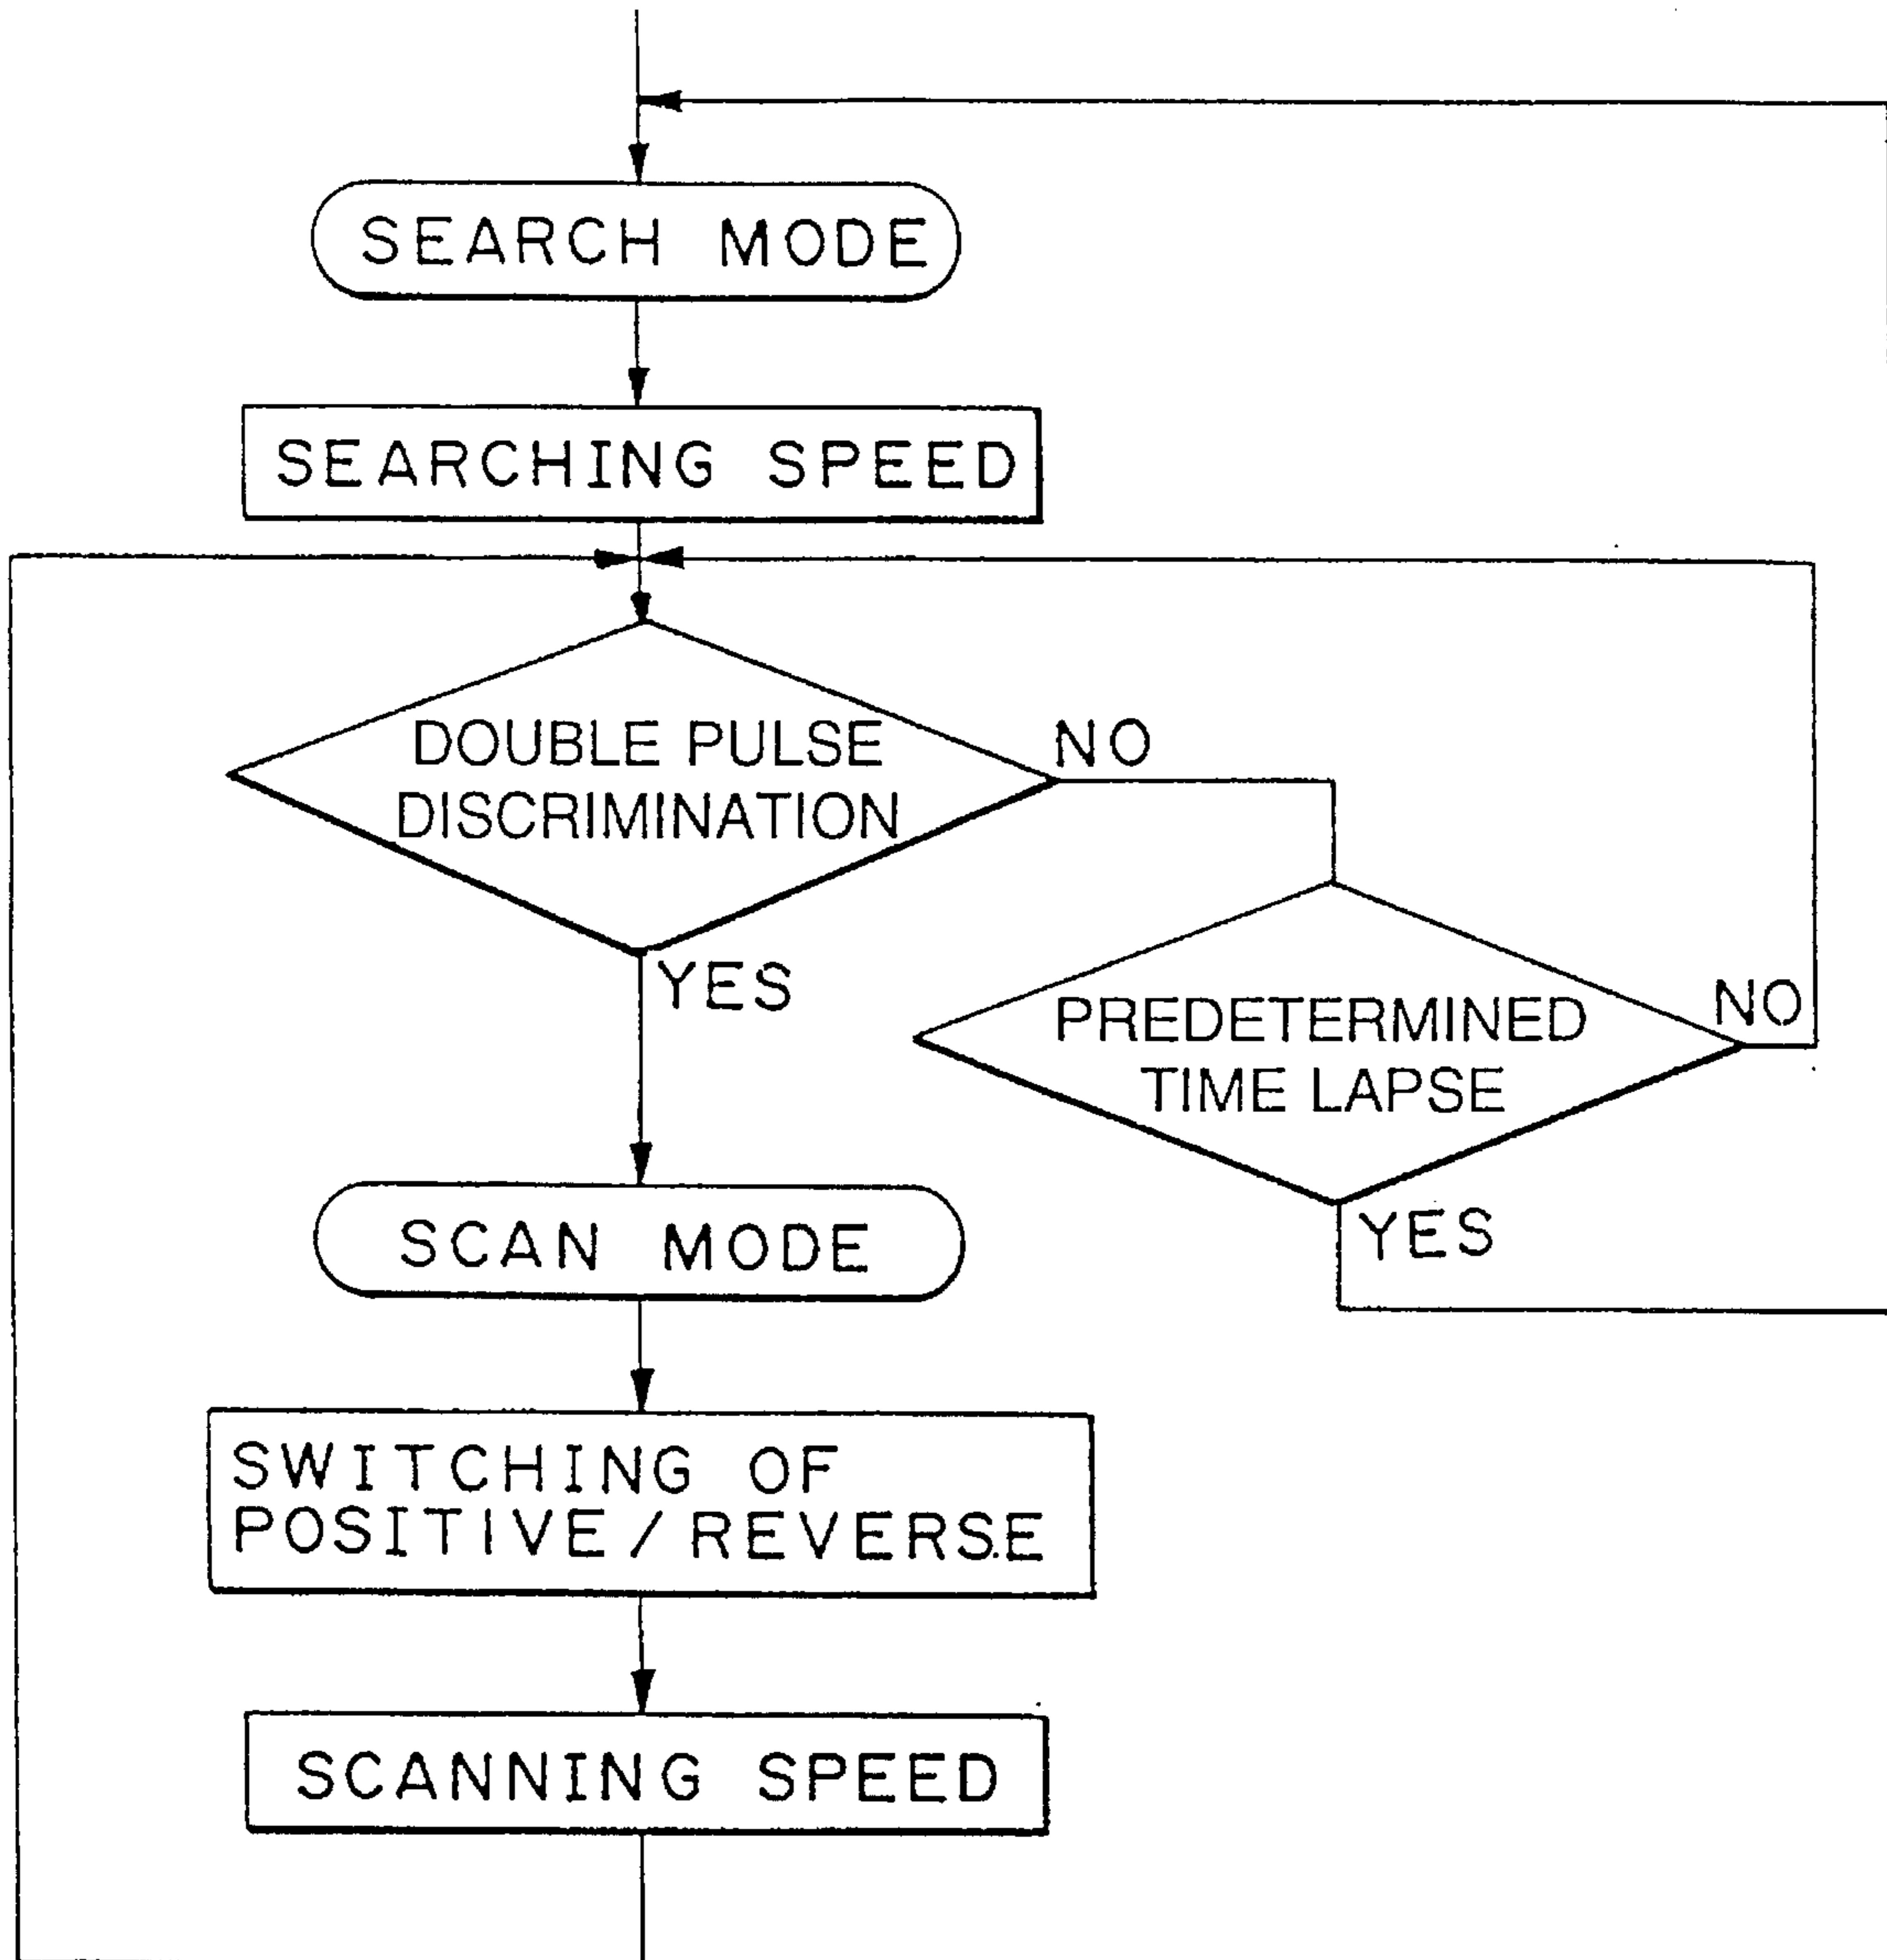 SEARCH MODE
SEARCHING SPEED
DOUBLE PULSE
DISCRIMINATION
NO
YES
PREDETERMINED
TIME LAPSE
NO
YES
SCAN MODE
SWITCHING OF
POSITIVE/REVERSE
SCANNING SPEED